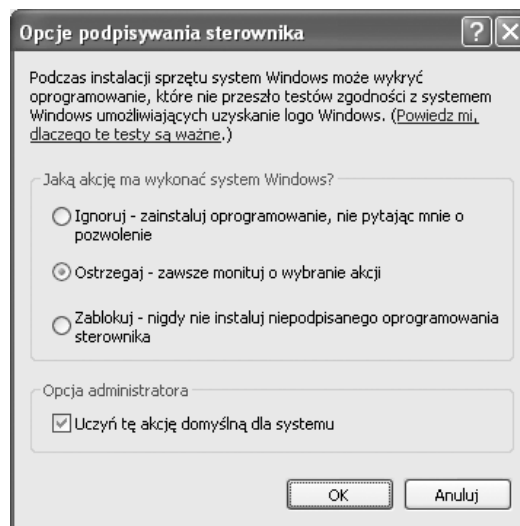 Opcje podpisywania sterownika
Podczas instalacji sprzętu system Windows może wykryć
oprogramowanie, które nie przeszło testów zgodności z systemem
Windows umożliwiających uzyskanie logo Windows. (Powiedz mi,
dlaczego te testy są ważne.)
Jaką akcję ma wykonać system Windows?
Ignoruj - zainstaluj oprogramowanie, nie pytając mnie o
pozwolenie
Ostrzegaj - zawsze monituj o wybranie akcji
Zablokuj - nigdy nie instaluj niepodpisanego oprogramowania
sterownika
Opcja administratora
Uczyń tę akcję domyślną dla systemu
OK Anuluj